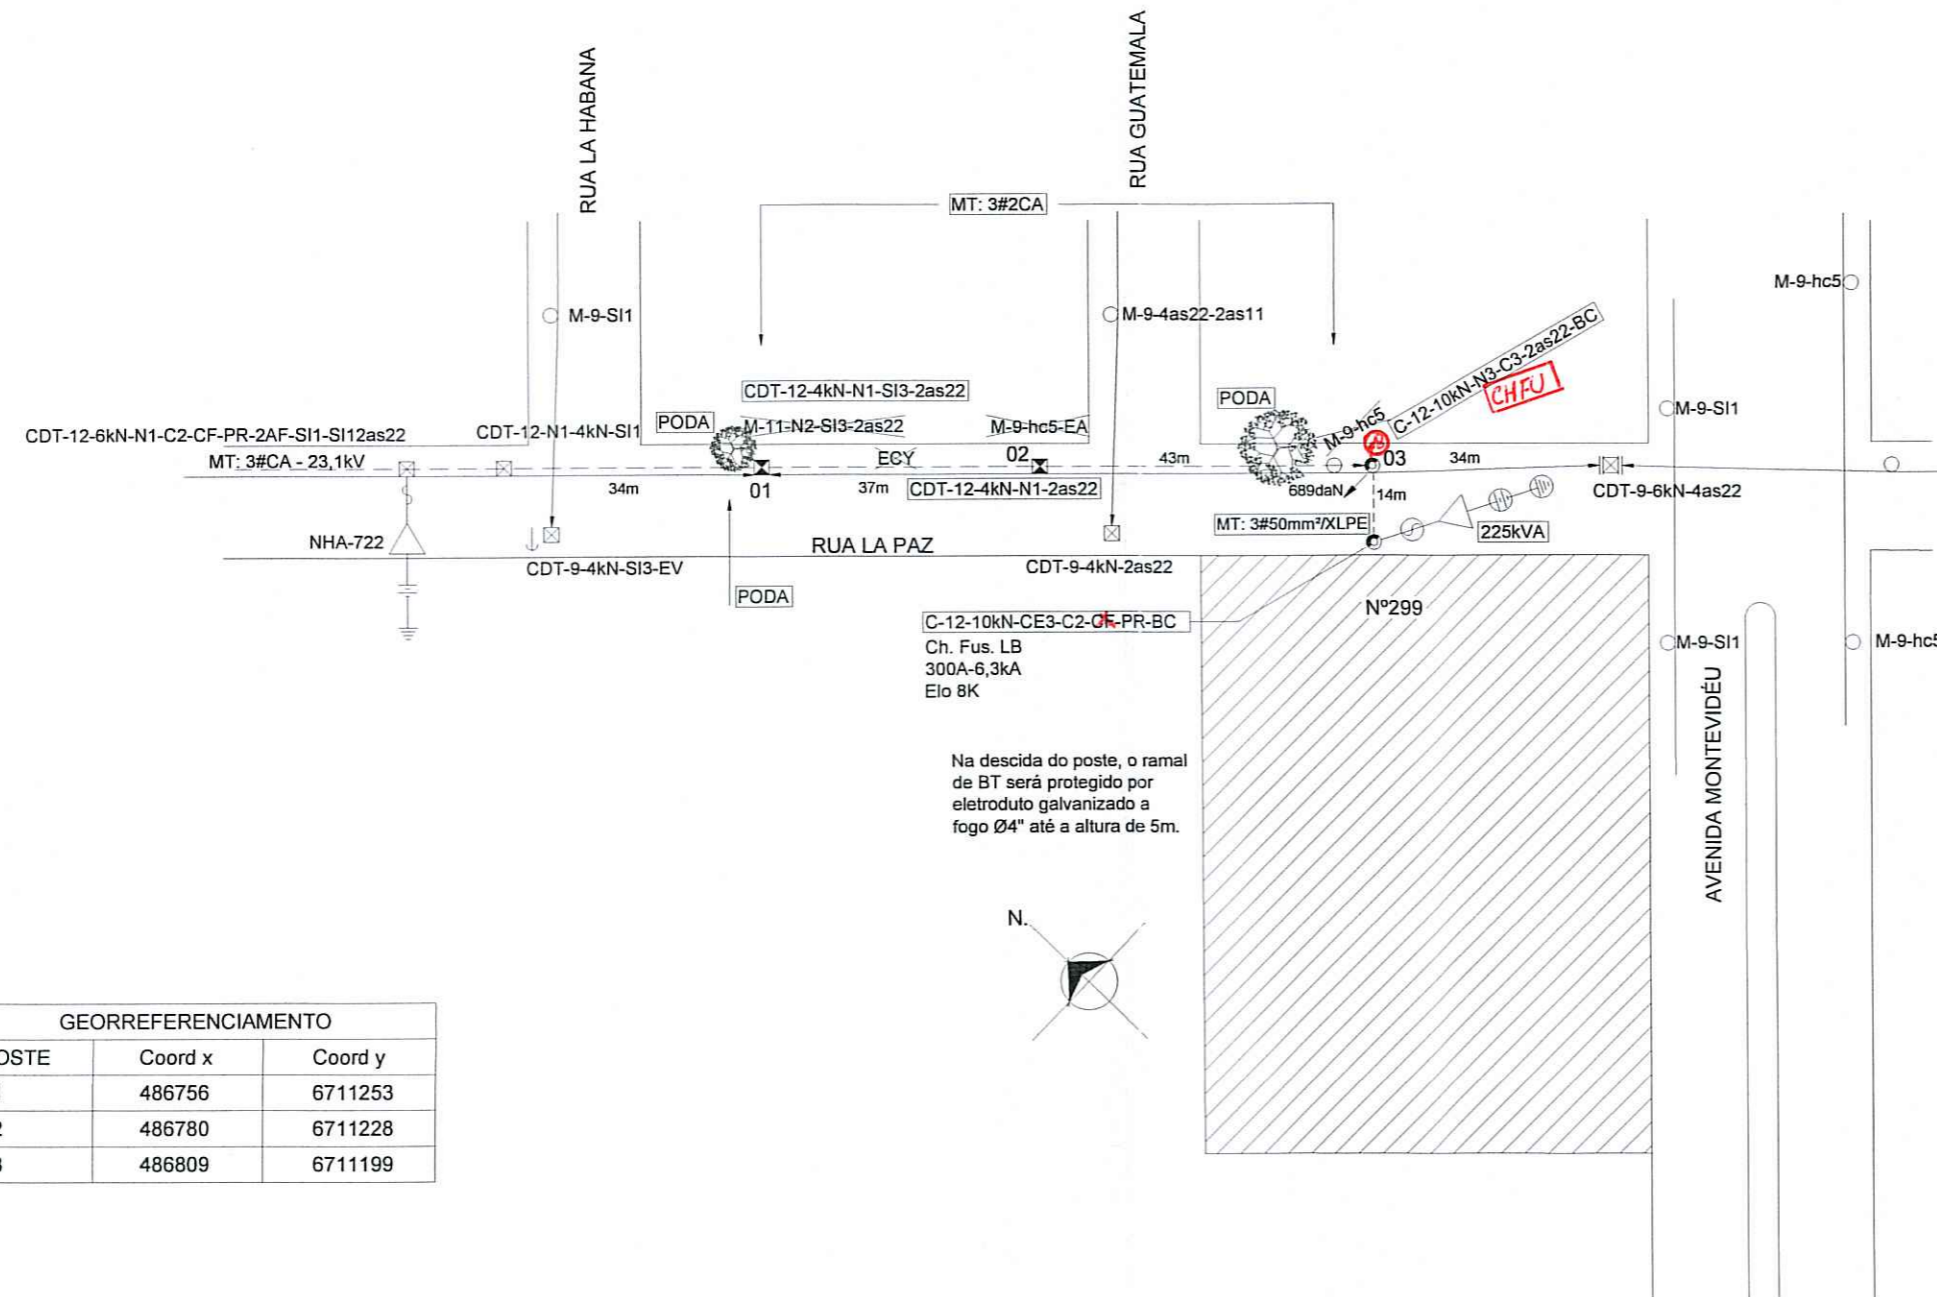 RUA LA HABANA
RUA GUATEMALA
MT: 3#2CA
M-9-SI1
M-9-4as22-2as11
M-9-hc5
C-12-10kN-N3-C3-2as22-BC
CHFU
CDT-12-4kN-N1-SI3-2as22
PODA
M-9-SI1
CDT-12-6kN-N1-C2-CF-PR-2AF-SI1-SI12as22
CDT-12-N1-4kN-SI1
PODA
M-11-N2-SI3-2as22
M-9-hc5-EA
M-9-hc5
MT: 3#CA - 23,1kV
ECY
02
43m
03
34m
34m
01
37m
CDT-12-4kN-N1-2as22
689daN
14m
CDT-9-6kN-4as22
MT: 3#50mm²/XLPE
225kVA
NHA-722
RUA LA PAZ
CDT-9-4kN-SI3-EV
CDT-9-4kN-2as22
PODA
Nº299
C-12-10kN-CE3-C2-CF-PR-BC
Ch. Fus. LB
300A-6,3kA
Elo 8K
M-9-SI1
M-9-hc5
AVENIDA MONTEVIDÉU
Na descida do poste, o ramal
de BT será protegido por
eletroduto galvanizado a
fogo Ø4" até a altura de 5m.
N.
GEORREFERENCIAMENTO
OSTE Coord x Coord y
486756 6711253
2 486780 6711228
3 486809 6711199